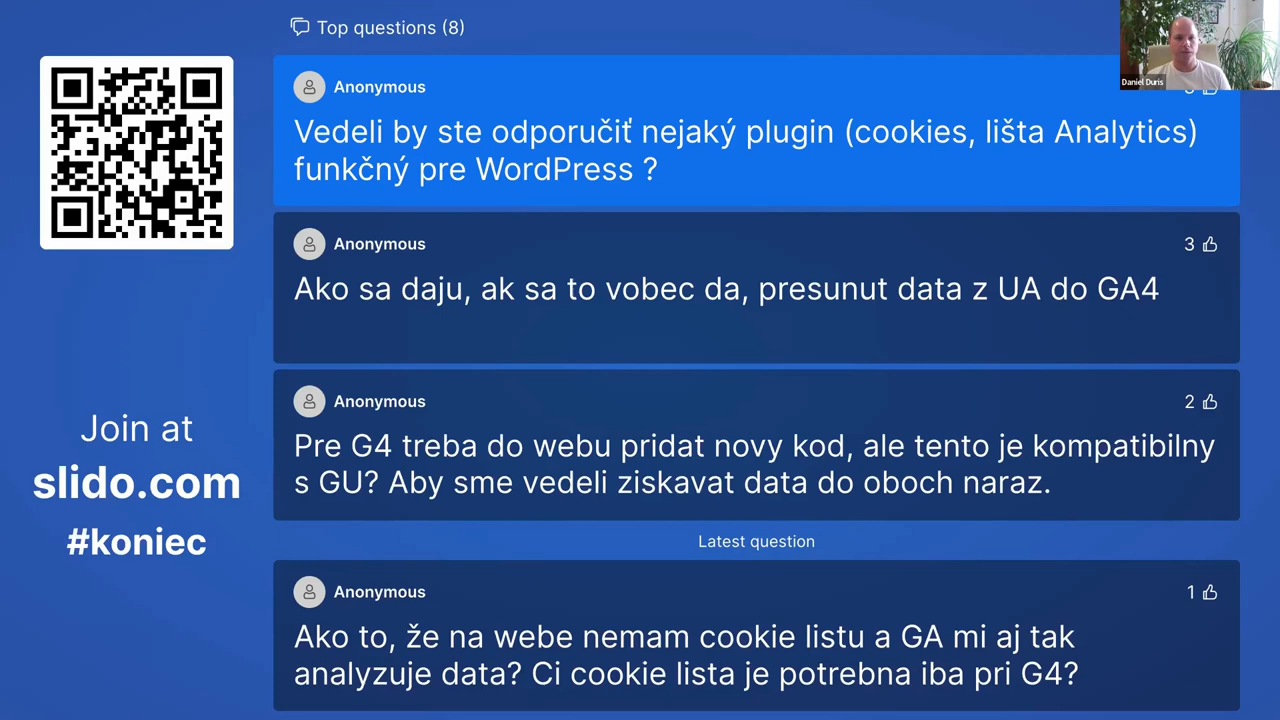 Top questions (8)
Daniel Duris
Anonymous
Vedeli by ste odporučiť nejaký plugin (cookies, lišta Analytics)
funkčný pre WordPress ?
Anonymous
3
Ako sa daju, ak sa to vobec da, presunut data z UA do GA4
Anonymous
2
Pre G4 treba do webu pridat novy kod, ale tento je kompatibilny
s GU? Aby sme vedeli ziskavat data do oboch naraz.
Join at
slido.com
#koniec
Latest question
Anonymous
1
Ako to, že na webe nemam cookie listu a GA mi aj tak
analyzuje data? Ci cookie lista je potrebna iba pri G4?